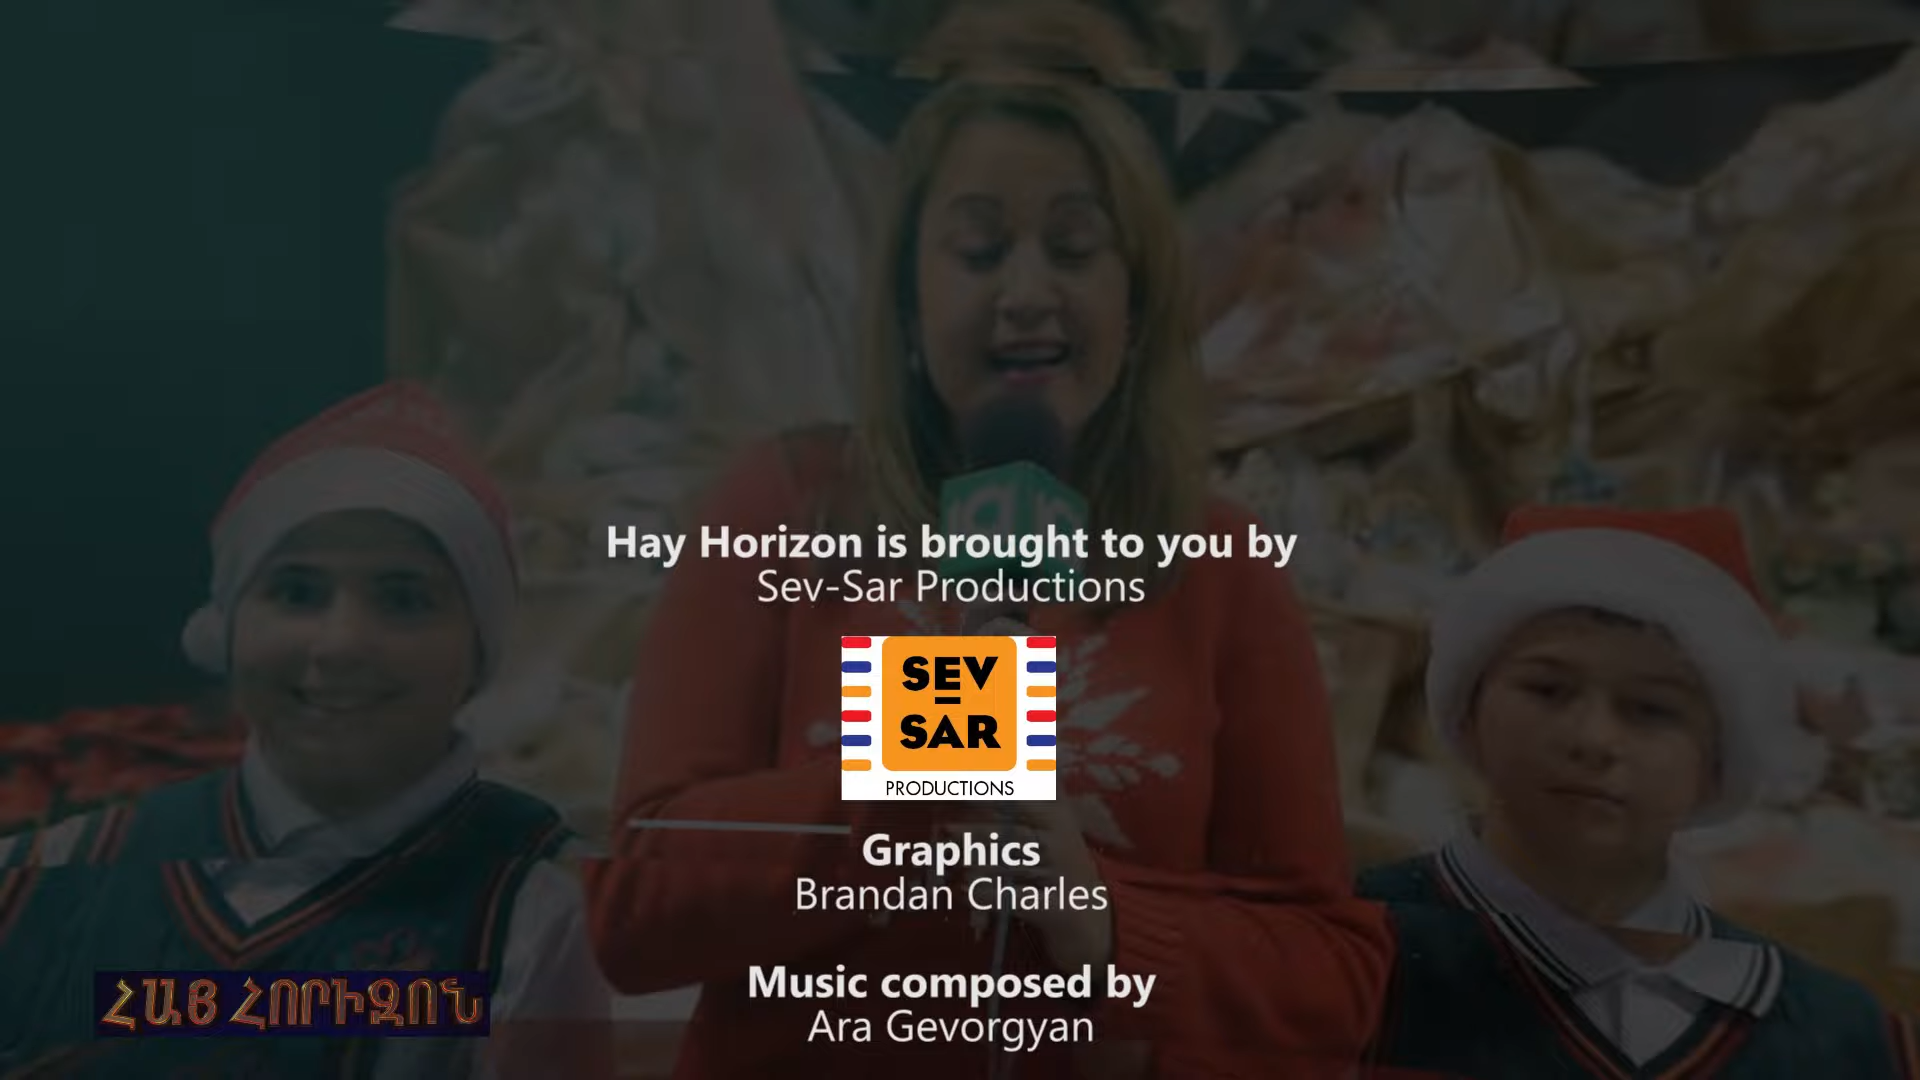 Hay Horizon is brought to you by
Sev-Sar Productions
SEV
SAR
PRODUCTIONS
Graphics
Brandan Charles
Music composed by
Ara Gevorgyan
ՀԱՅ ՀՈՐԻԶՈՆ